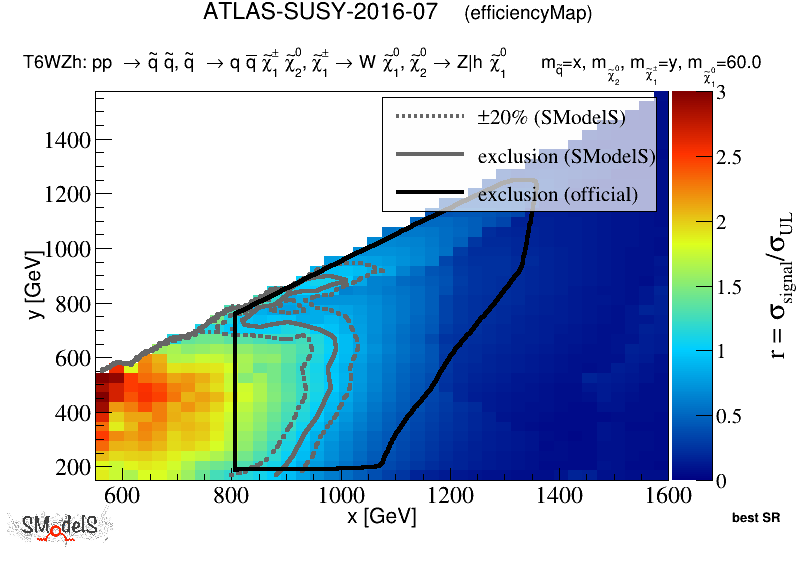 ATLAS-SUSY-2016-07 (efficiencyMap)
T6WZh: pp → q̃ q̃, q̃ → q q̅ χ̃₁^± χ̃₂⁰, χ̃₁^± → W χ̃₁⁰, χ̃₂⁰ → Z|h χ̃₁⁰ m_q̃=x, m_χ̃₂⁰, m_χ̃₁^±=y, m_χ̃₁⁰=60.0
±20% (SModelS)
exclusion (SModelS)
exclusion (official)
1400
1200
1000
800
600
400
200
y [GeV]
600 800 1000 1200 1400 1600
x [GeV]
3
2.5
2
1.5
1
0.5
0
r = σ_signal/σ_UL
SModelS
best SR